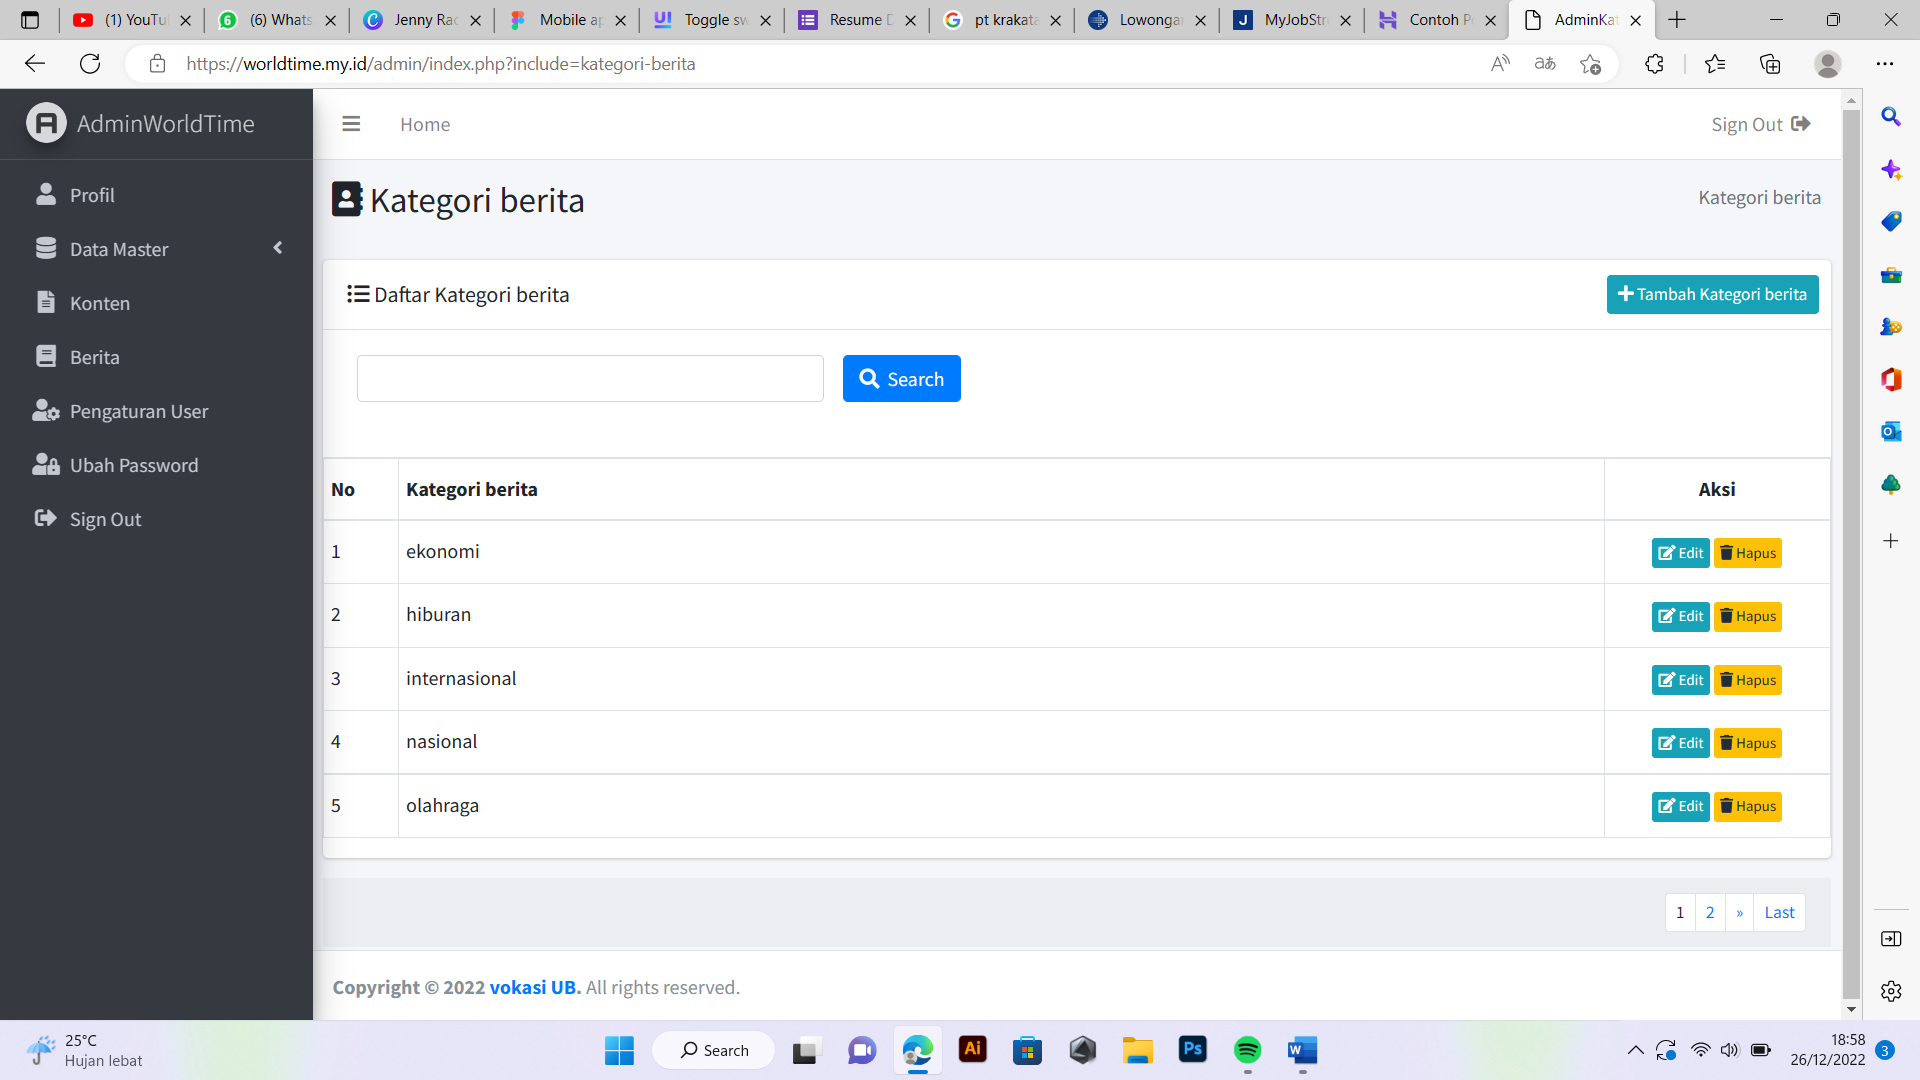 (1) YouTu
(6) Whats
Jenny Rac
Mobile ap
Toggle sw
Resume D
pt krakata
Lowongan
MyJobStr
Contoh P
AdminKat
https://worldtime.my.id/admin/index.php?include=kategori-berita
AdminWorldTime
Home
Sign Out
Profil
Data Master
Konten
Berita
Pengaturan User
Ubah Password
Sign Out
Kategori berita
Kategori berita
Daftar Kategori berita
Tambah Kategori berita
Search
No Kategori berita Aksi
1 ekonomi Edit Hapus
2 hiburan Edit Hapus
3 internasional Edit Hapus
4 nasional Edit Hapus
5 olahraga Edit Hapus
1 2 » Last
Copyright © 2022 vokasi UB. All rights reserved.
25°C
Hujan lebat
Search
18:58
26/12/2022
3